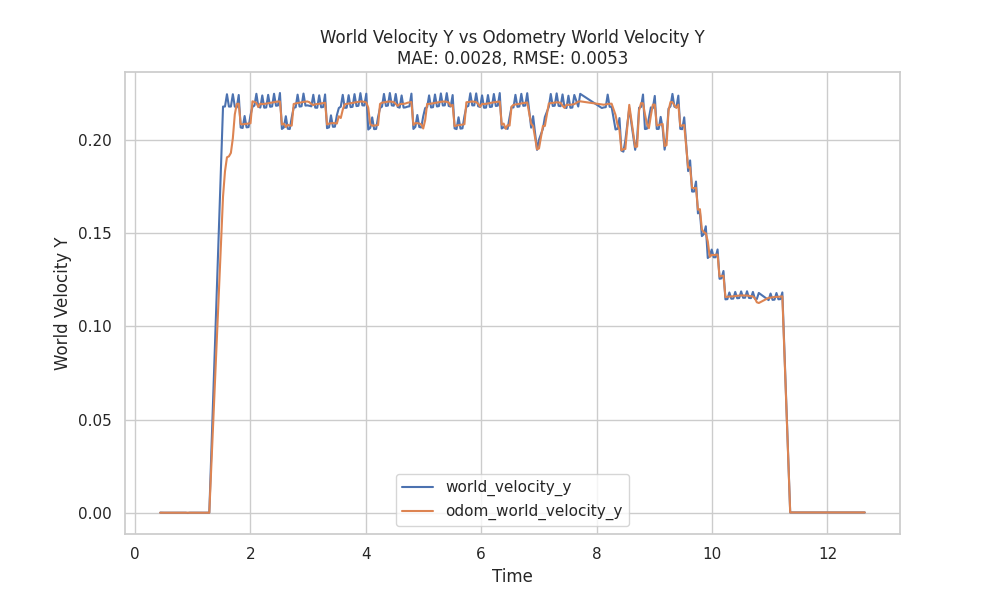 World Velocity Y vs Odometry World Velocity Y
MAE: 0.0028, RMSE: 0.0053
World Velocity Y
0.20
0.15
0.10
0.05
0.00
world_velocity_y
odom_world_velocity_y
0 2 4 6 8 10 12
Time